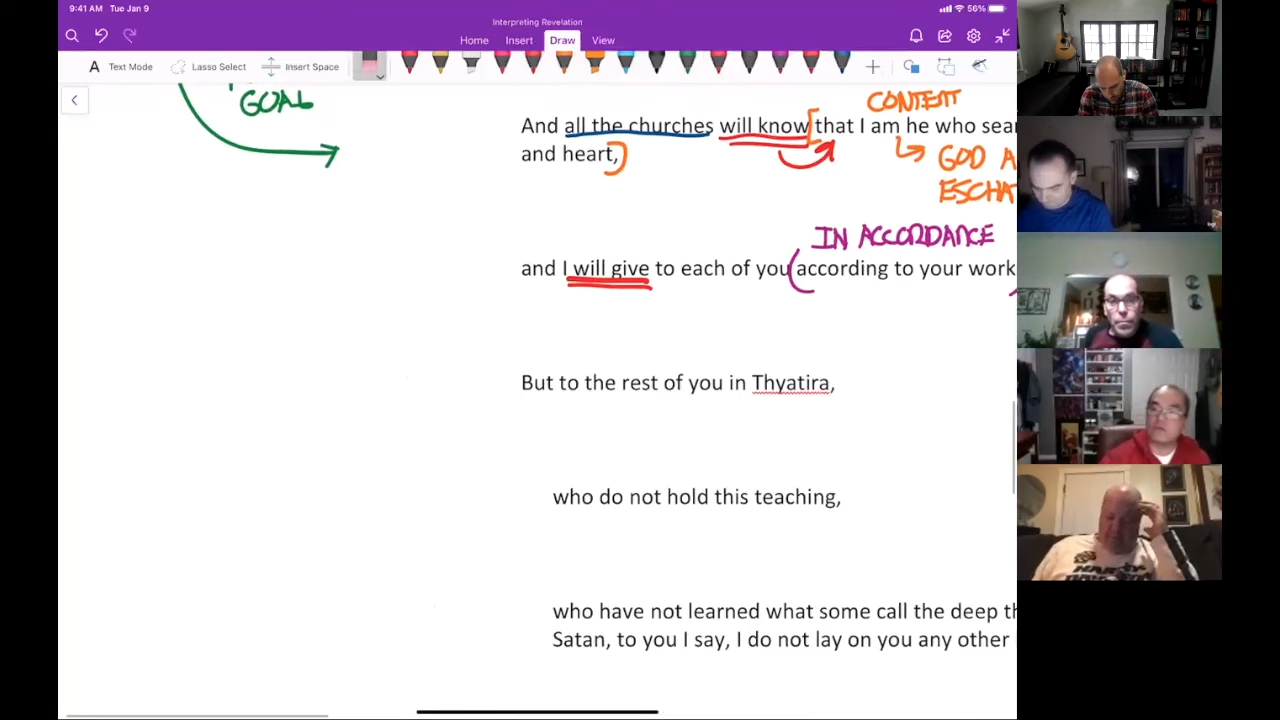 9:41 AM Tue Jan 9
56%
Interpreting Revelation
Home Insert Draw View
A Text Mode Lasso Select Insert Space
GOAL
CONTENT
And all the churches will know that I am he who sear
and heart,
GOD A
ESCHAT
IN ACCORDANCE
and I will give to each of you according to your work
But to the rest of you in Thyatira,
who do not hold this teaching,
who have not learned what some call the deep th
Satan, to you I say, I do not lay on you any other